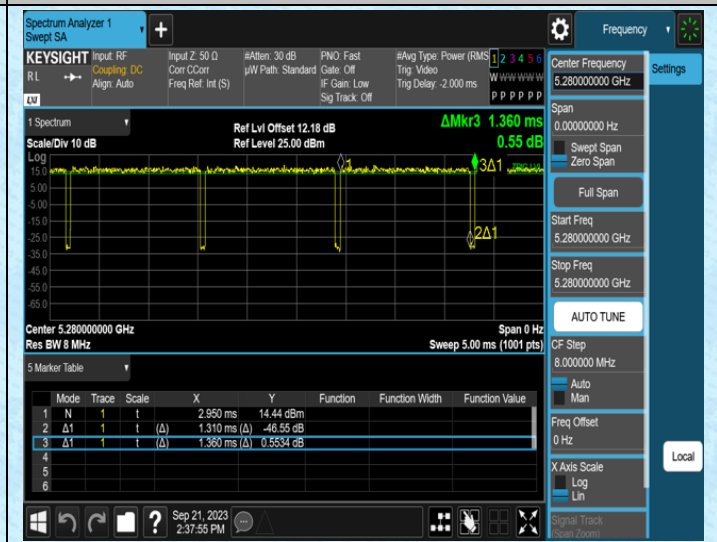 Spectrum Analyzer 1
Swept SA
Frequency
KEYSIGHT
RL
LXI
Input: RF
Coupling: DC
Align: Auto
Input Z: 50 Ω
Corr CCorr
Freq Ref: Int (S)
#Atten: 30 dB
µW Path: Standard
PNO: Fast
Gate: Off
IF Gain: Low
Sig Track: Off
#Avg Type: Power (RMS
Trig: Video
Trig Delay: -2.000 ms
1 2 3 4 5 6
W W W W W W
P P P P P P
1 Spectrum
Scale/Div 10 dB
Ref Lvl Offset 12.18 dB
Ref Level 25.00 dBm
ΔMkr3 1.360 ms
0.55 dB
Log
15.0
5.00
-5.00
-15.0
-25.0
-35.0
-45.0
-55.0
-65.0
1
3Δ1
TRIG LVL
2Δ1
Center 5.280000000 GHz
Res BW 8 MHz
Span 0 Hz
Sweep 5.00 ms (1001 pts)
5 Marker Table
Mode Trace Scale X Y Function Function Width Function Value
1 N 1 t 2.950 ms 14.44 dBm
2 Δ1 1 t (Δ) 1.310 ms (Δ) -46.55 dB
3 Δ1 1 t (Δ) 1.360 ms (Δ) 0.5534 dB
4
5
6
Sep 21, 2023
2:37:55 PM
Center Frequency
5.280000000 GHz
Span
0.00000000 Hz
Swept Span
Zero Span
Full Span
Start Freq
5.280000000 GHz
Stop Freq
5.280000000 GHz
AUTO TUNE
CF Step
8.000000 MHz
Auto
Man
Freq Offset
0 Hz
X Axis Scale
Log
Lin
Signal Track
(Span Zoom)
Settings
Local